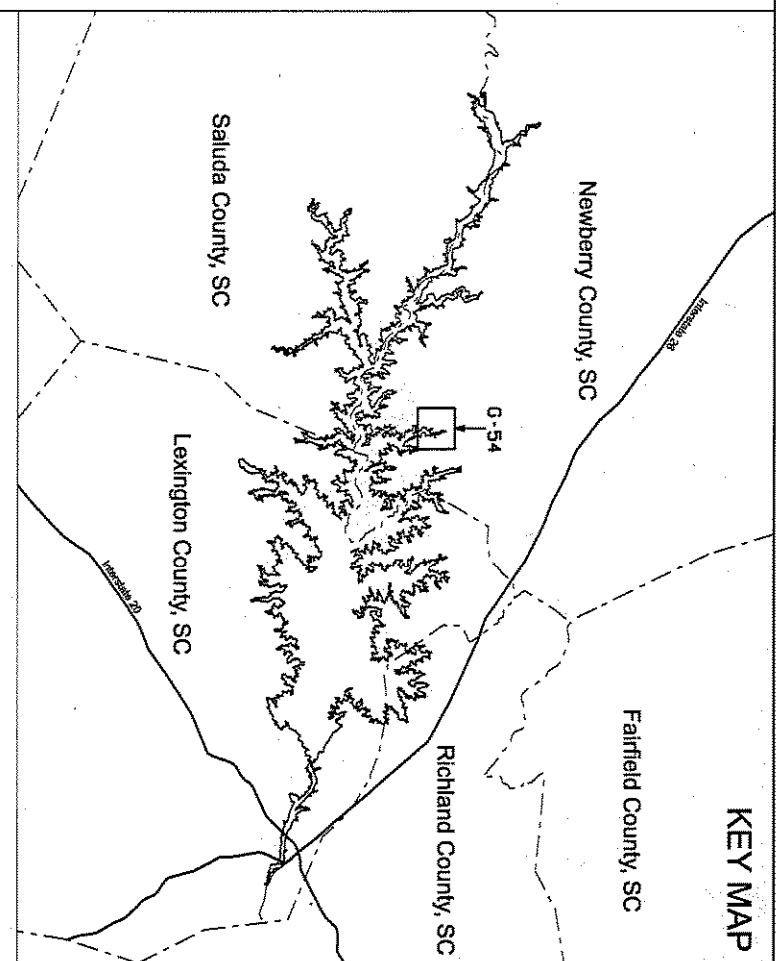 KEY MAP
Fairfield County, SC
Newberry County, SC
Interstate 26
Richland County, SC
G-54
Saluda County, SC
Lexington County, SC
Interstate 20